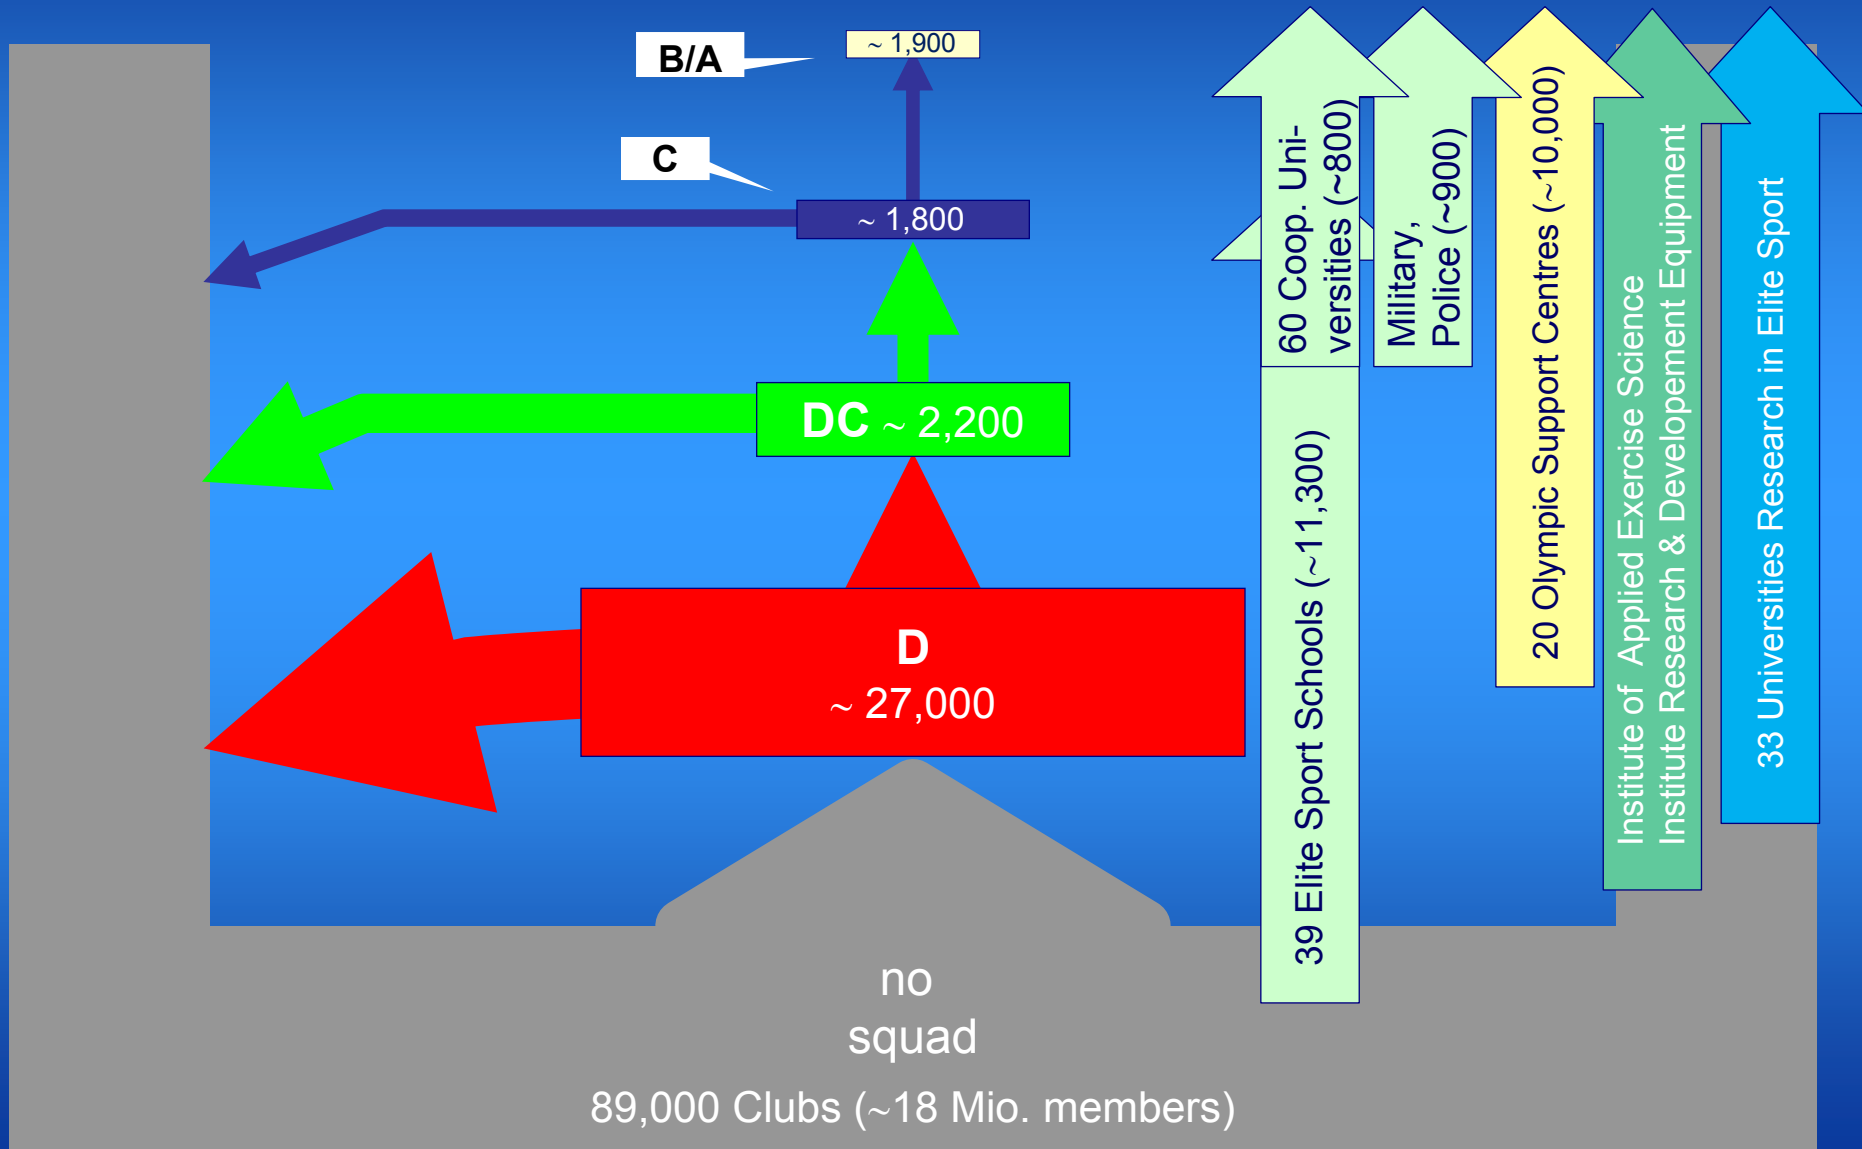 B/A
~ 1,900
C
~ 1,800
DC ~ 2,200
D
~ 27,000
no
squad
89,000 Clubs (~18 Mio. members)
60 Coop. Uni-
versities (~800)
39 Elite Sport Schools (~11,300)
Military,
Police (~900)
20 Olympic Support Centres (~10,000)
Institute of Applied Exercise Science
Institute Research & Developement Equipment
33 Universities Research in Elite Sport